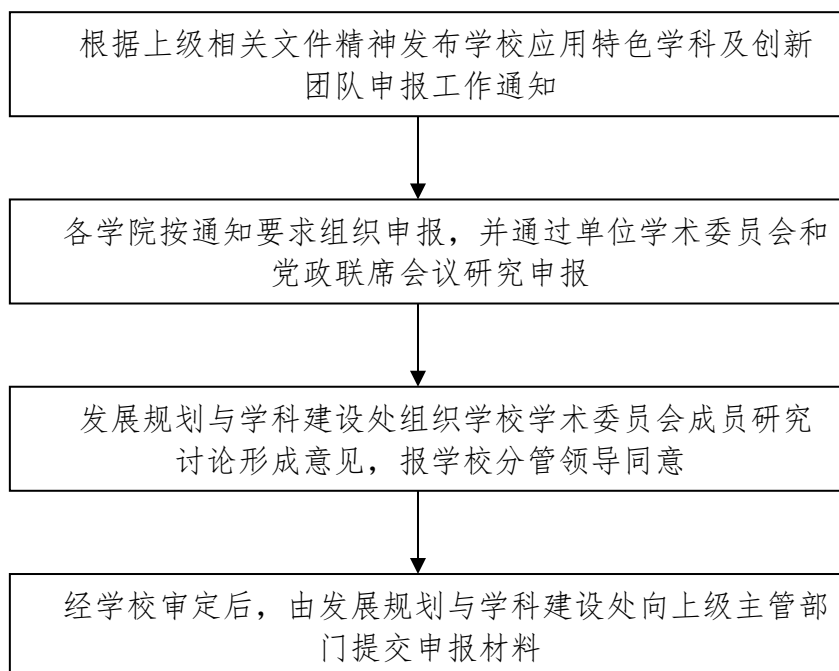 根据上级相关文件精神发布学校应用特色学科及创新
团队申报工作通知
各学院按通知要求组织申报，并通过单位学术委员会和
党政联席会议研究申报
发展规划与学科建设处组织学校学术委员会成员研究
讨论形成意见，报学校分管领导同意
经学校审定后，由发展规划与学科建设处向上级主管部
门提交申报材料